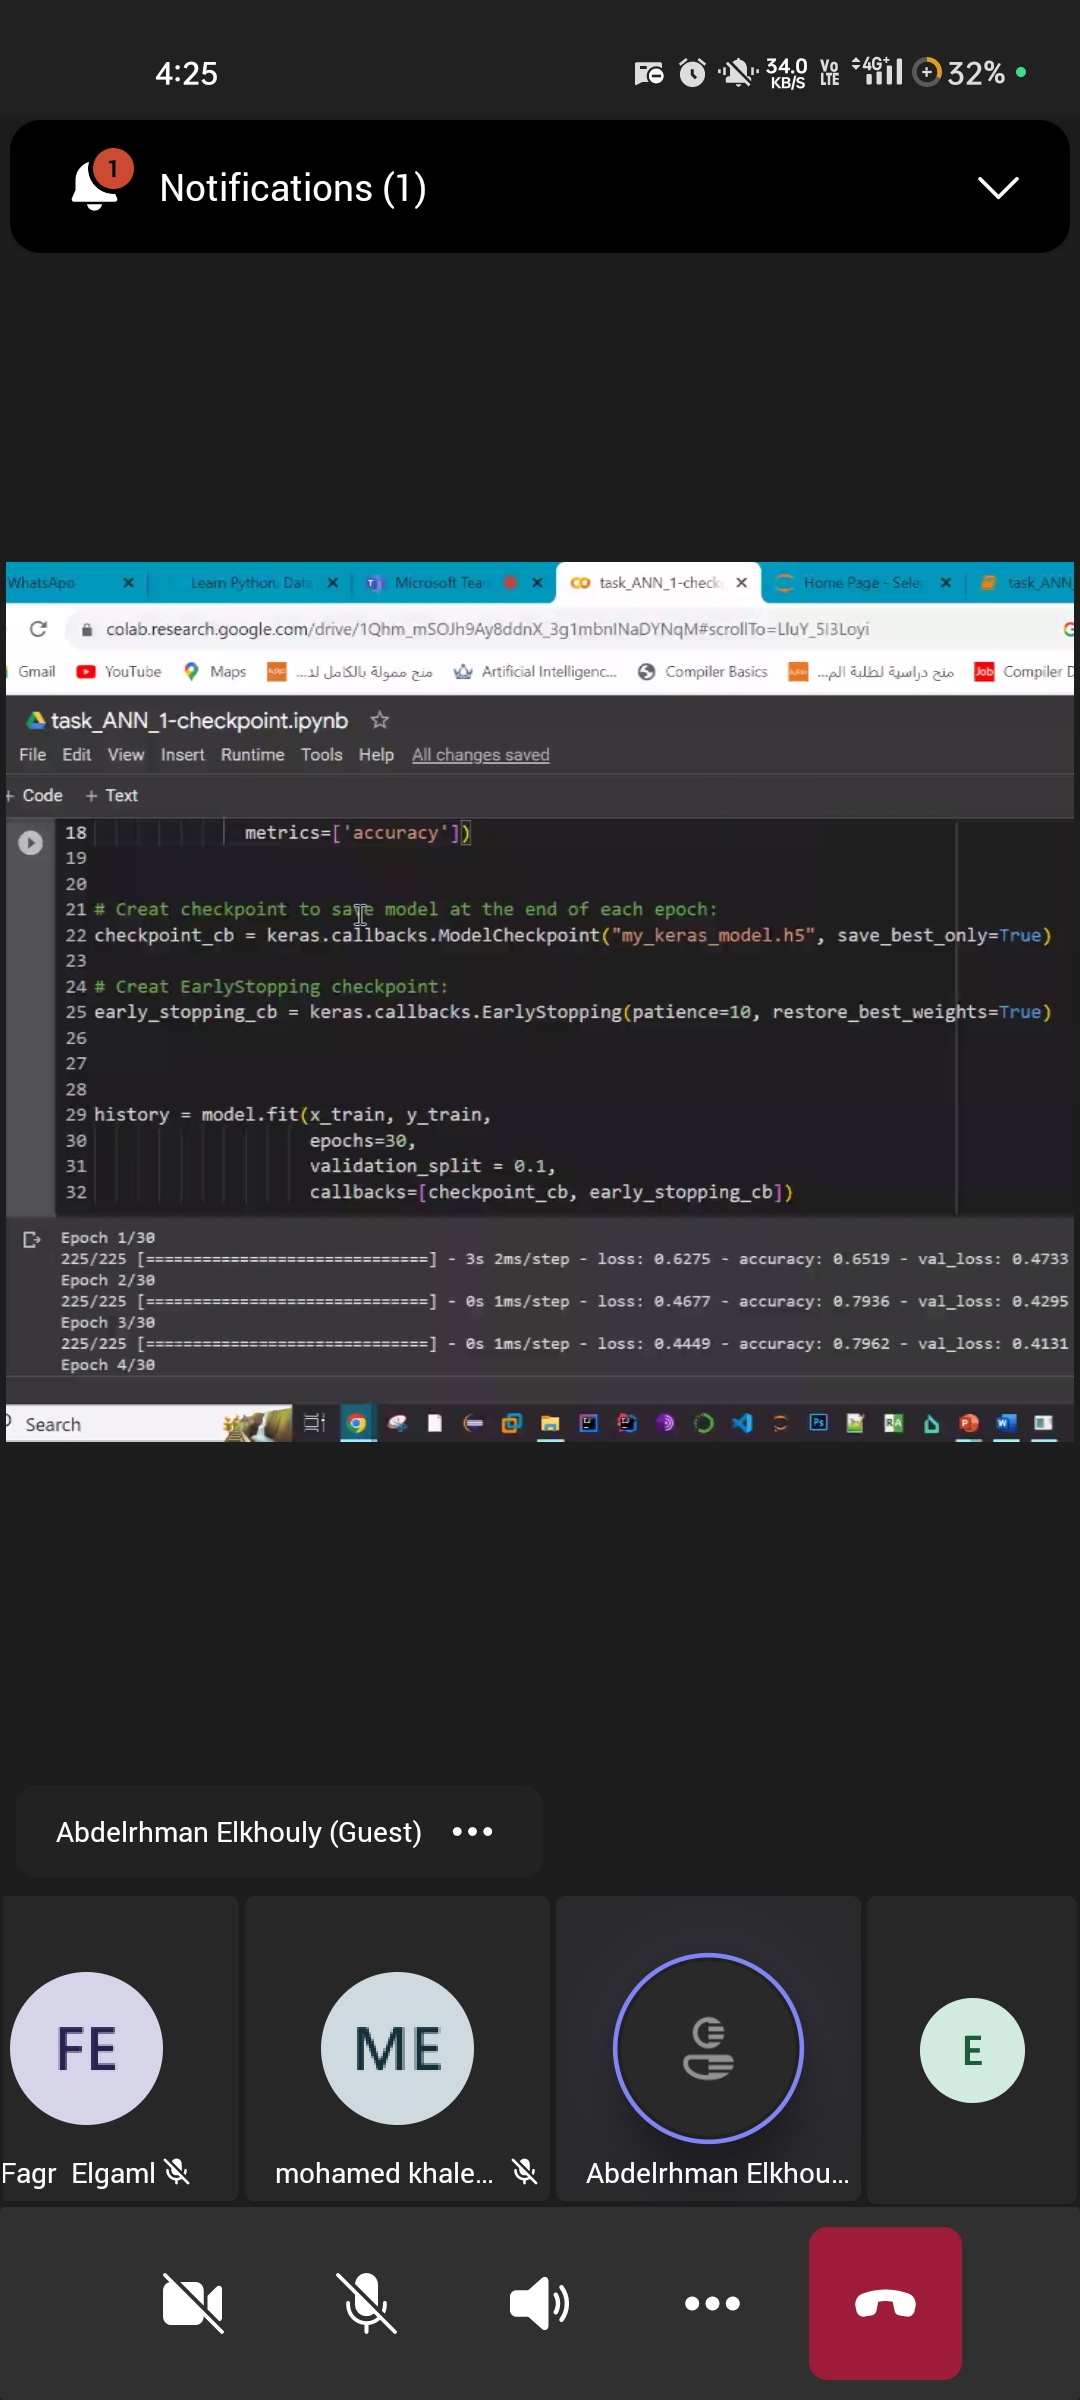 4:25
34.0 KB/S Vo LTE 4G+ 32%
1 Notifications (1)
WhatsApp Learn Python, Data Microsoft Tea task_ANN_1-check Home Page - Sele task_ANN
colab.research.google.com/drive/1Qhm_mSOJh9Ay8ddnX_3g1mbnINaDYNqM#scrollTo=LluY_5I3Loyi
Gmail YouTube Maps منح ممولة بالكامل لد... Artificial Intelligenc... Compiler Basics منح دراسية لطلبة الم... Job Compiler D
task_ANN_1-checkpoint.ipynb
File Edit View Insert Runtime Tools Help All changes saved
+ Code + Text
18 metrics=['accuracy'])
19
20
21 # Creat checkpoint to save model at the end of each epoch:
22 checkpoint_cb = keras.callbacks.ModelCheckpoint("my_keras_model.h5", save_best_only=True)
23
24 # Creat EarlyStopping checkpoint:
25 early_stopping_cb = keras.callbacks.EarlyStopping(patience=10, restore_best_weights=True)
26
27
28
29 history = model.fit(x_train, y_train,
30 epochs=30,
31 validation_split = 0.1,
32 callbacks=[checkpoint_cb, early_stopping_cb])
Epoch 1/30
225/225 [==============================] - 3s 2ms/step - loss: 0.6275 - accuracy: 0.6519 - val_loss: 0.4733
Epoch 2/30
225/225 [==============================] - 0s 1ms/step - loss: 0.4677 - accuracy: 0.7936 - val_loss: 0.4295
Epoch 3/30
225/225 [==============================] - 0s 1ms/step - loss: 0.4449 - accuracy: 0.7962 - val_loss: 0.4131
Epoch 4/30
Search
Abdelrhman Elkhouly (Guest)
FE ME E
Fagr Elgaml mohamed khale... Abdelrhman Elkhou...